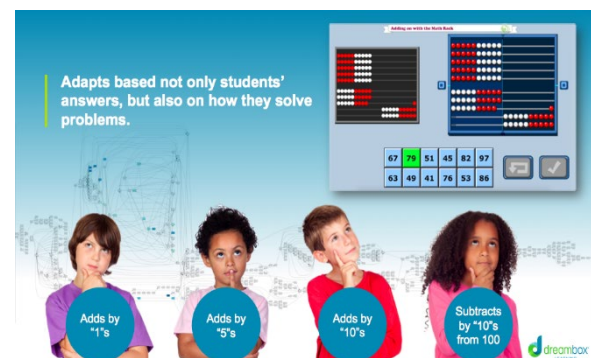 Adding on with the Math Rack
Adapts based not only students'
answers, but also on how they solve
problems.
67 79 51 45 82 97
63 49 41 76 53 86
Adds by
"1"s
Adds by
"5"s
Adds by
"10"s
Subtracts
by "10"s
from 100
dreambox